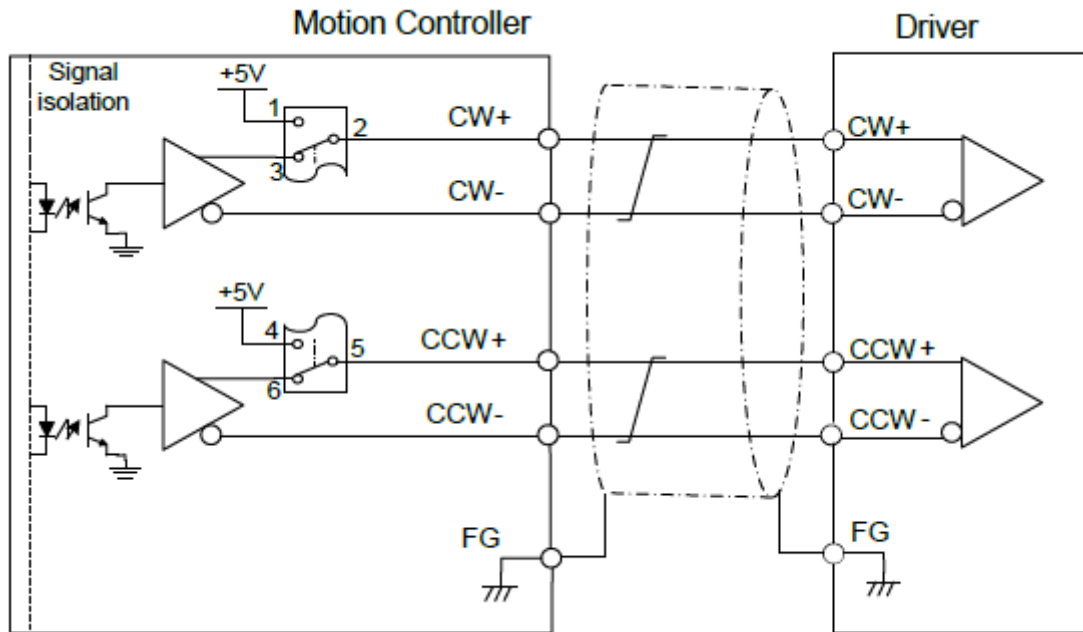 Motion Controller
Driver
Signal
isolation
+5V
1
2
3
CW+
CW+
CW-
CW-
+5V
4
5
6
CCW+
CCW+
CCW-
CCW-
FG
FG